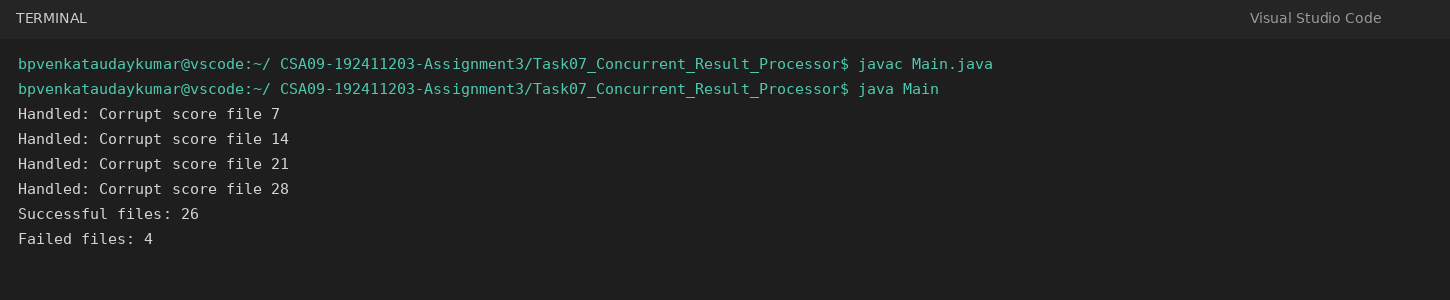 TERMINAL
Visual Studio Code
bpvenkataudaykumar@vscode:~/ CSA09-192411203-Assignment3/Task07_Concurrent_Result_Processor$ javac Main.java
bpvenkataudaykumar@vscode:~/ CSA09-192411203-Assignment3/Task07_Concurrent_Result_Processor$ java Main
Handled: Corrupt score file 7
Handled: Corrupt score file 14
Handled: Corrupt score file 21
Handled: Corrupt score file 28
Successful files: 26
Failed files: 4